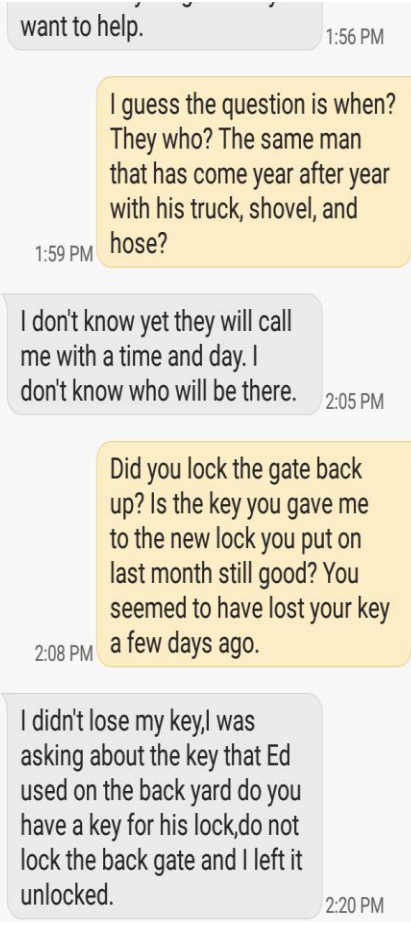 want to help.
1:56 PM
I guess the question is when?
They who? The same man
that has come year after year
with his truck, shovel, and
hose?
1:59 PM
I don't know yet they will call
me with a time and day. I
don't know who will be there.
2:05 PM
Did you lock the gate back
up? Is the key you gave me
to the new lock you put on
last month still good? You
seemed to have lost your key
a few days ago.
2:08 PM
I didn't lose my key,I was
asking about the key that Ed
used on the back yard do you
have a key for his lock,do not
lock the back gate and I left it
unlocked.
2:20 PM